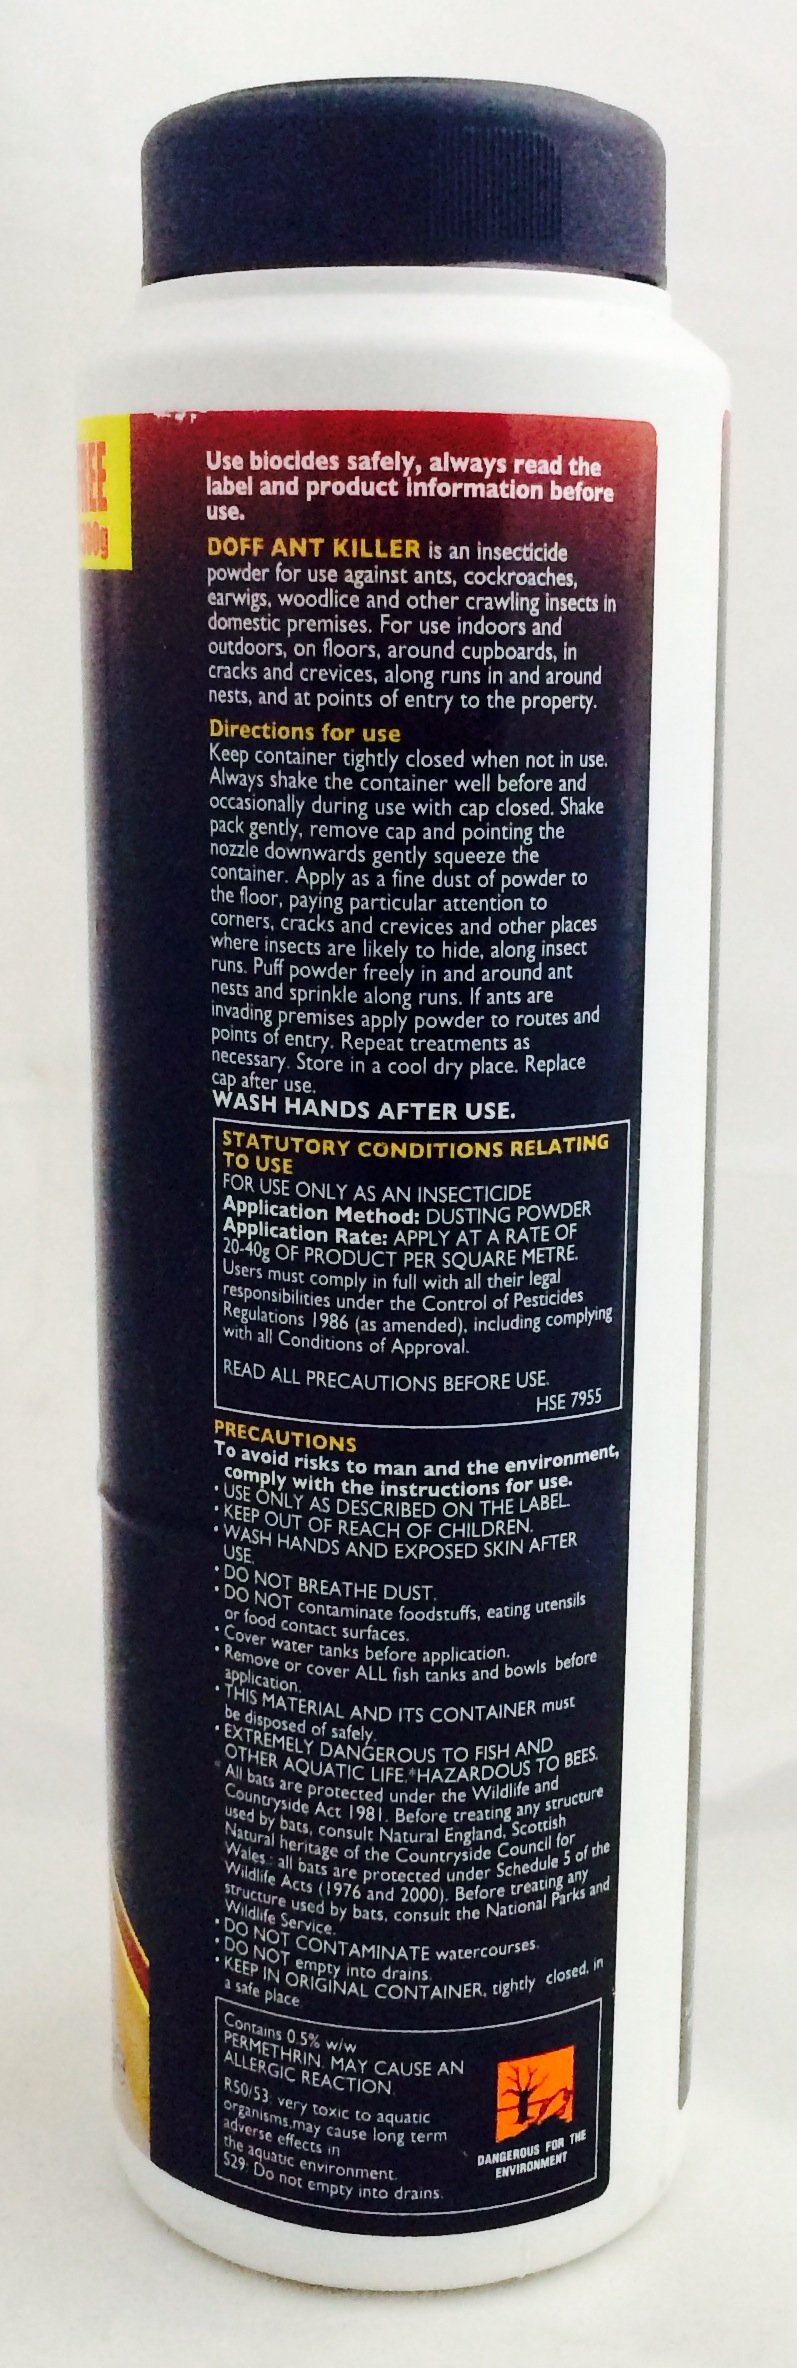 REE
00g
Use biocides safely, always read the
label and product information before
use.
DOFF ANT KILLER is an insecticide
powder for use against ants, cockroaches,
earwigs, woodlice and other crawling insects in
domestic premises. For use indoors and
outdoors, on floors, around cupboards, in
cracks and crevices, along runs in and around
nests, and at points of entry to the property.
Directions for use
Keep container tightly closed when not in use.
Always shake the container well before and
occasionally during use with cap closed. Shake
pack gently, remove cap and pointing the
nozzle downwards gently squeeze the
container. Apply as a fine dust of powder to
the floor, paying particular attention to
corners, cracks and crevices and other places
where insects are likely to hide, along insect
runs. Puff powder freely in and around ant
nests and sprinkle along runs. If ants are
invading premises apply powder to routes and
points of entry. Repeat treatments as
necessary. Store in a cool dry place. Replace
cap after use.
WASH HANDS AFTER USE.
STATUTORY CONDITIONS RELATING
TO USE
FOR USE ONLY AS AN INSECTICIDE
Application Method: DUSTING POWDER
Application Rate: APPLY AT A RATE OF
20-40g OF PRODUCT PER SQUARE METRE.
Users must comply in full with all their legal
responsibilities under the Control of Pesticides
Regulations 1986 (as amended), including complying
with all Conditions of Approval.
READ ALL PRECAUTIONS BEFORE USE.
HSE 7955
PRECAUTIONS
To avoid risks to man and the environment,
comply with the instructions for use.
• USE ONLY AS DESCRIBED ON THE LABEL.
• KEEP OUT OF REACH OF CHILDREN.
• WASH HANDS AND EXPOSED SKIN AFTER
USE.
• DO NOT BREATHE DUST.
• DO NOT contaminate foodstuffs, eating utensils
or food contact surfaces.
• Cover water tanks before application.
• Remove or cover ALL fish tanks and bowls before
application.
• THIS MATERIAL AND ITS CONTAINER must
be disposed of safely.
• EXTREMELY DANGEROUS TO FISH AND
OTHER AQUATIC LIFE.*HAZARDOUS TO BEES.
* All bats are protected under the Wildlife and
Countryside Act 1981. Before treating any structure
used by bats, consult Natural England, Scottish
Natural heritage of the Countryside Council for
Wales: all bats are protected under Schedule 5 of the
Wildlife Acts (1976 and 2000). Before treating any
structure used by bats, consult the National Parks and
Wildlife Service.
• DO NOT CONTAMINATE watercourses.
• DO NOT empty into drains.
• KEEP IN ORIGINAL CONTAINER, tightly closed, in
a safe place
Contains 0.5% w/w
PERMETHRIN. MAY CAUSE AN
ALLERGIC REACTION.
R50/53: very toxic to aquatic
organisms,may cause long term
adverse effects in
the aquatic environment.
S29: Do not empty into drains.
DANGEROUS FOR THE
ENVIRONMENT